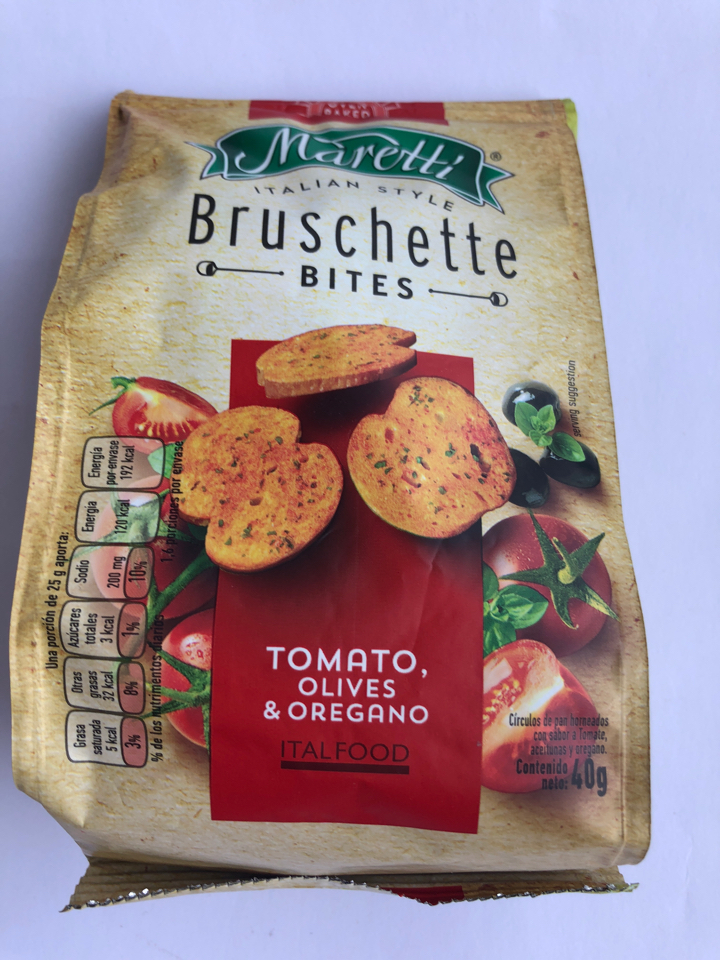 OVEN
BAKED
Maretti®
ITALIAN STYLE
Bruschette
BITES
serving suggestion
Una porción de 25 g aporta:
Energía
por envase
192 kcal
Energía
120 kcal
Sodio
200 mg
10%
Azúcares
totales
3 kcal
1%
Otras
grasas
32 kcal
8%
Grasa
saturada
5 kcal
3%
1,6 porciones por envase
% de los nutrimentos diarios
TOMATO,
OLIVES
& OREGANO
ITALFOOD
Círculos de pan horneados
con sabor a Tomate,
aceitunas y orégano.
Contenido
neto: 40g